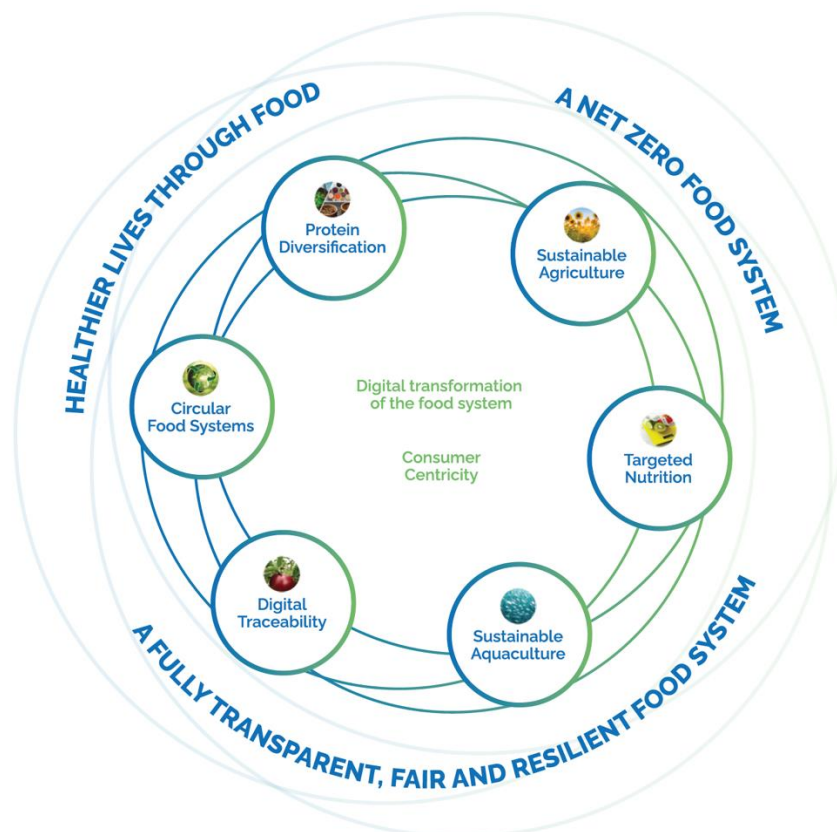 HEALTHIER LIVES THROUGH FOOD
A NET ZERO FOOD SYSTEM
Protein
Diversification
Sustainable
Agriculture
Circular
Food Systems
Digital transformation
of the food system
Consumer
Centricity
Targeted
Nutrition
Digital
Traceability
Sustainable
Aquaculture
A FULLY TRANSPARENT, FAIR AND RESILIENT FOOD SYSTEM